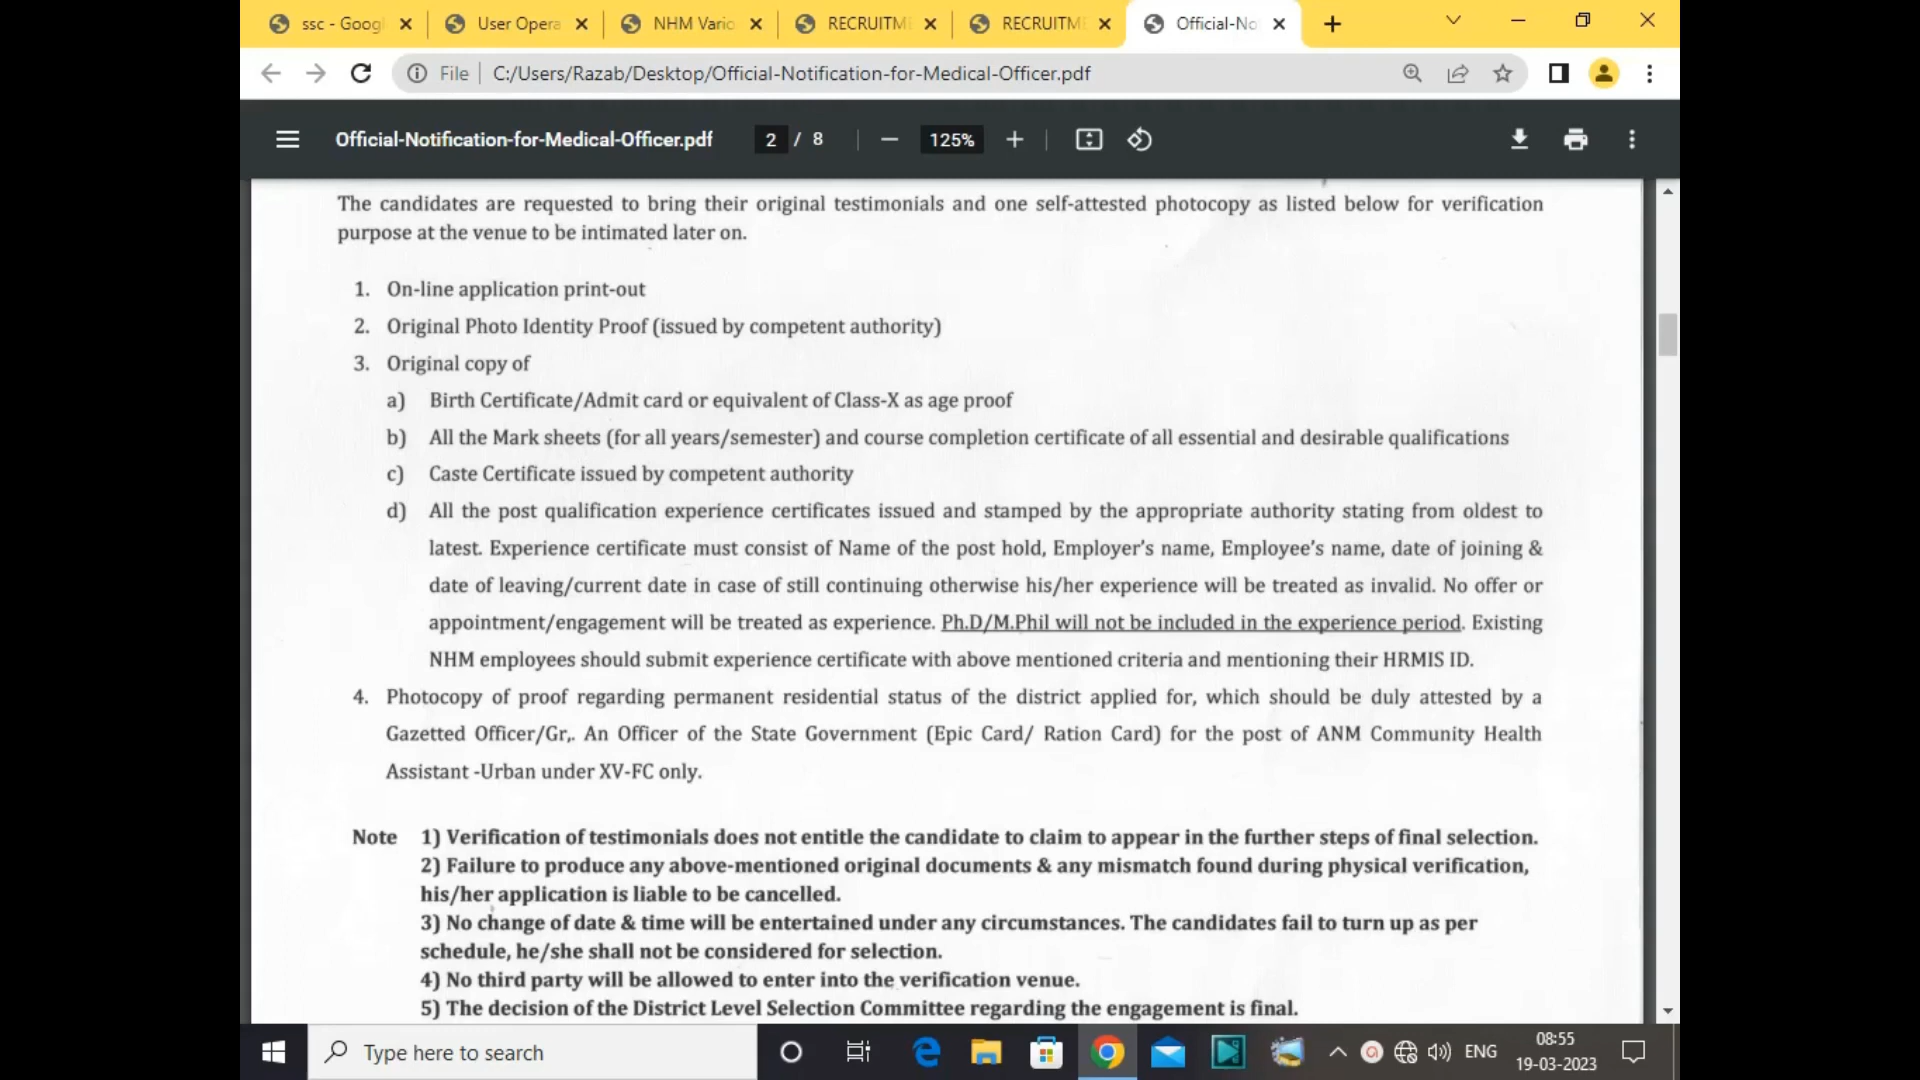 ssc - Goog
User Opera
NHM Vario
RECRUITM
RECRUITM
Official-No
File
C:/Users/Razab/Desktop/Official-Notification-for-Medical-Officer.pdf
Official-Notification-for-Medical-Officer.pdf
2 / 8
125%
The candidates are requested to bring their original testimonials and one self-attested photocopy as listed below for verification
purpose at the venue to be intimated later on.
1. On-line application print-out
2. Original Photo Identity Proof (issued by competent authority)
3. Original copy of
a) Birth Certificate/Admit card or equivalent of Class-X as age proof
b) All the Mark sheets (for all years/semester) and course completion certificate of all essential and desirable qualifications
c) Caste Certificate issued by competent authority
d) All the post qualification experience certificates issued and stamped by the appropriate authority stating from oldest to
latest. Experience certificate must consist of Name of the post hold, Employer's name, Employee's name, date of joining &
date of leaving/current date in case of still continuing otherwise his/her experience will be treated as invalid. No offer or
appointment/engagement will be treated as experience. Ph.D/M.Phil will not be included in the experience period. Existing
NHM employees should submit experience certificate with above mentioned criteria and mentioning their HRMIS ID.
4. Photocopy of proof regarding permanent residential status of the district applied for, which should be duly attested by a
Gazetted Officer/Gr,. An Officer of the State Government (Epic Card/ Ration Card) for the post of ANM Community Health
Assistant -Urban under XV-FC only.
Note 1) Verification of testimonials does not entitle the candidate to claim to appear in the further steps of final selection.
2) Failure to produce any above-mentioned original documents & any mismatch found during physical verification,
his/her application is liable to be cancelled.
3) No change of date & time will be entertained under any circumstances. The candidates fail to turn up as per
schedule, he/she shall not be considered for selection.
4) No third party will be allowed to enter into the verification venue.
5) The decision of the District Level Selection Committee regarding the engagement is final.
Type here to search
ENG
08:55
19-03-2023